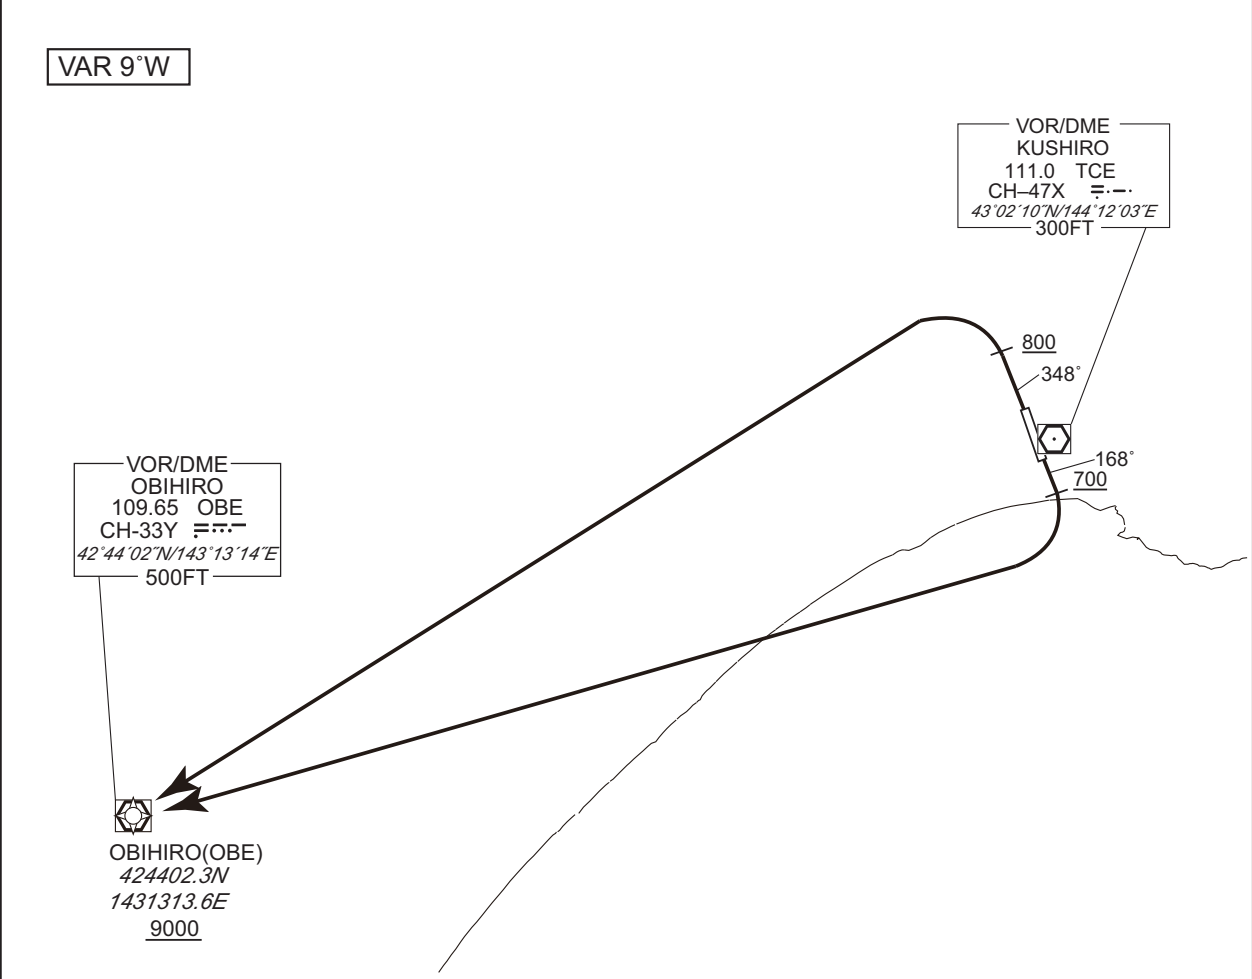 VAR 9°W
VOR/DME
KUSHIRO
111.0 TCE
CH–47X
43°02´10˝N/144°12´03˝E
300FT
800
348°
168°
700
VOR/DME
OBIHIRO
109.65 OBE
CH-33Y
42°44´02˝N/143°13´14˝E
500FT
OBIHIRO(OBE)
424402.3N
1431313.6E
9000